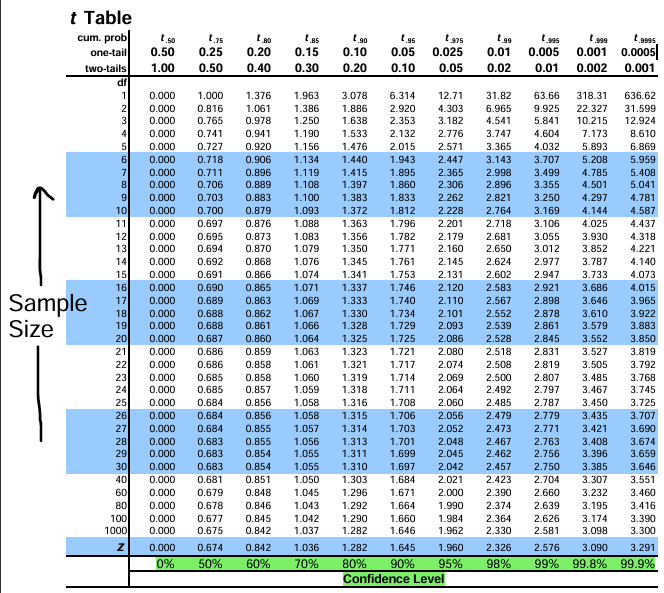 t Table
cum. prob t .50 t .75 t .80 t .85 t .90 t .95 t .975 t .99 t .995 t .999 t .9995
one-tail 0.50 0.25 0.20 0.15 0.10 0.05 0.025 0.01 0.005 0.001 0.0005
two-tails 1.00 0.50 0.40 0.30 0.20 0.10 0.05 0.02 0.01 0.002 0.001
df
1 0.000 1.000 1.376 1.963 3.078 6.314 12.71 31.82 63.66 318.31 636.62
2 0.000 0.816 1.061 1.386 1.886 2.920 4.303 6.965 9.925 22.327 31.599
3 0.000 0.765 0.978 1.250 1.638 2.353 3.182 4.541 5.841 10.215 12.924
4 0.000 0.741 0.941 1.190 1.533 2.132 2.776 3.747 4.604 7.173 8.610
5 0.000 0.727 0.920 1.156 1.476 2.015 2.571 3.365 4.032 5.893 6.869
6 0.000 0.718 0.906 1.134 1.440 1.943 2.447 3.143 3.707 5.208 5.959
7 0.000 0.711 0.896 1.119 1.415 1.895 2.365 2.998 3.499 4.785 5.408
8 0.000 0.706 0.889 1.108 1.397 1.860 2.306 2.896 3.355 4.501 5.041
9 0.000 0.703 0.883 1.100 1.383 1.833 2.262 2.821 3.250 4.297 4.781
10 0.000 0.700 0.879 1.093 1.372 1.812 2.228 2.764 3.169 4.144 4.587
11 0.000 0.697 0.876 1.088 1.363 1.796 2.201 2.718 3.106 4.025 4.437
12 0.000 0.695 0.873 1.083 1.356 1.782 2.179 2.681 3.055 3.930 4.318
13 0.000 0.694 0.870 1.079 1.350 1.771 2.160 2.650 3.012 3.852 4.221
14 0.000 0.692 0.868 1.076 1.345 1.761 2.145 2.624 2.977 3.787 4.140
15 0.000 0.691 0.866 1.074 1.341 1.753 2.131 2.602 2.947 3.733 4.073
16 0.000 0.690 0.865 1.071 1.337 1.746 2.120 2.583 2.921 3.686 4.015
Sample
17 0.000 0.689 0.863 1.069 1.333 1.740 2.110 2.567 2.898 3.646 3.965
18 0.000 0.688 0.862 1.067 1.330 1.734 2.101 2.552 2.878 3.610 3.922
Size
19 0.000 0.688 0.861 1.066 1.328 1.729 2.093 2.539 2.861 3.579 3.883
20 0.000 0.687 0.860 1.064 1.325 1.725 2.086 2.528 2.845 3.552 3.850
21 0.000 0.686 0.859 1.063 1.323 1.721 2.080 2.518 2.831 3.527 3.819
22 0.000 0.686 0.858 1.061 1.321 1.717 2.074 2.508 2.819 3.505 3.792
23 0.000 0.685 0.858 1.060 1.319 1.714 2.069 2.500 2.807 3.485 3.768
24 0.000 0.685 0.857 1.059 1.318 1.711 2.064 2.492 2.797 3.467 3.745
25 0.000 0.684 0.856 1.058 1.316 1.708 2.060 2.485 2.787 3.450 3.725
26 0.000 0.684 0.856 1.058 1.315 1.706 2.056 2.479 2.779 3.435 3.707
27 0.000 0.684 0.855 1.057 1.314 1.703 2.052 2.473 2.771 3.421 3.690
28 0.000 0.683 0.855 1.056 1.313 1.701 2.048 2.467 2.763 3.408 3.674
29 0.000 0.683 0.854 1.055 1.311 1.699 2.045 2.462 2.756 3.396 3.659
30 0.000 0.683 0.854 1.055 1.310 1.697 2.042 2.457 2.750 3.385 3.646
40 0.000 0.681 0.851 1.050 1.303 1.684 2.021 2.423 2.704 3.307 3.551
60 0.000 0.679 0.848 1.045 1.296 1.671 2.000 2.390 2.660 3.232 3.460
80 0.000 0.678 0.846 1.043 1.292 1.664 1.990 2.374 2.639 3.195 3.416
100 0.000 0.677 0.845 1.042 1.290 1.660 1.984 2.364 2.626 3.174 3.390
1000 0.000 0.675 0.842 1.037 1.282 1.646 1.962 2.330 2.581 3.098 3.300
Z 0.000 0.674 0.842 1.036 1.282 1.645 1.960 2.326 2.576 3.090 3.291
0% 50% 60% 70% 80% 90% 95% 98% 99% 99.8% 99.9%
Confidence Level